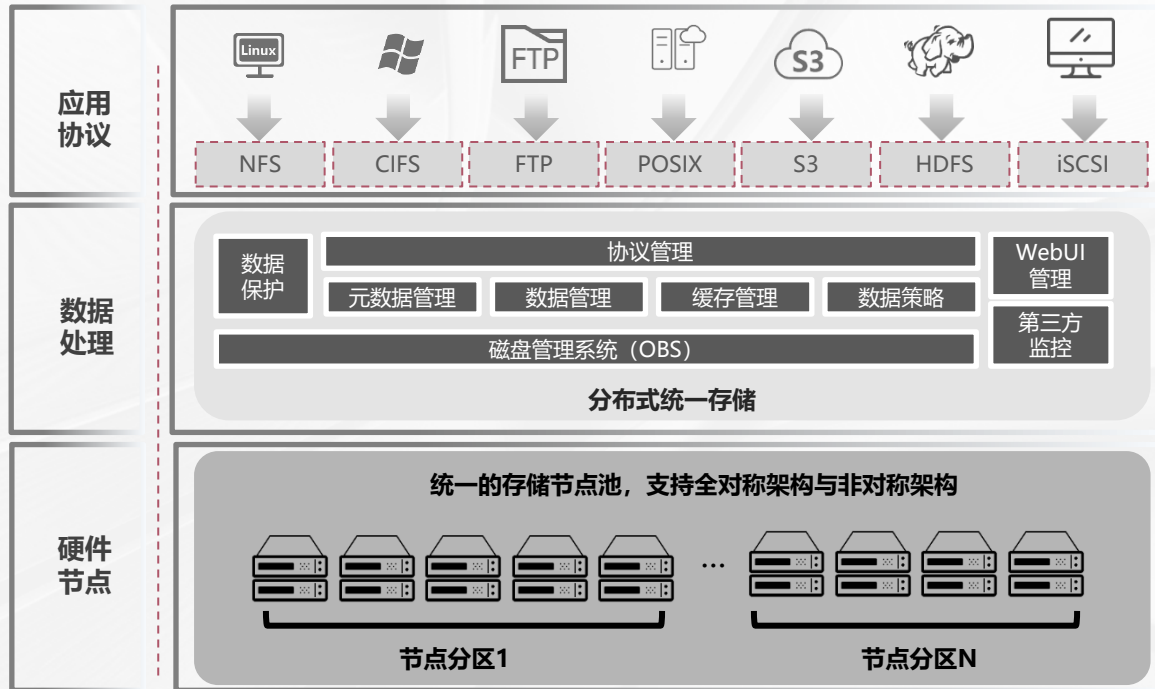 应用
协议
Linux
FTP
S3
NFS
CIFS
FTP
POSIX
S3
HDFS
iSCSI
数据
处理
数据
保护
协议管理
元数据管理
数据管理
缓存管理
数据策略
磁盘管理系统（OBS）
WebUI
管理
第三方
监控
分布式统一存储
硬件
节点
统一的存储节点池，支持全对称架构与非对称架构
...
节点分区1
节点分区N